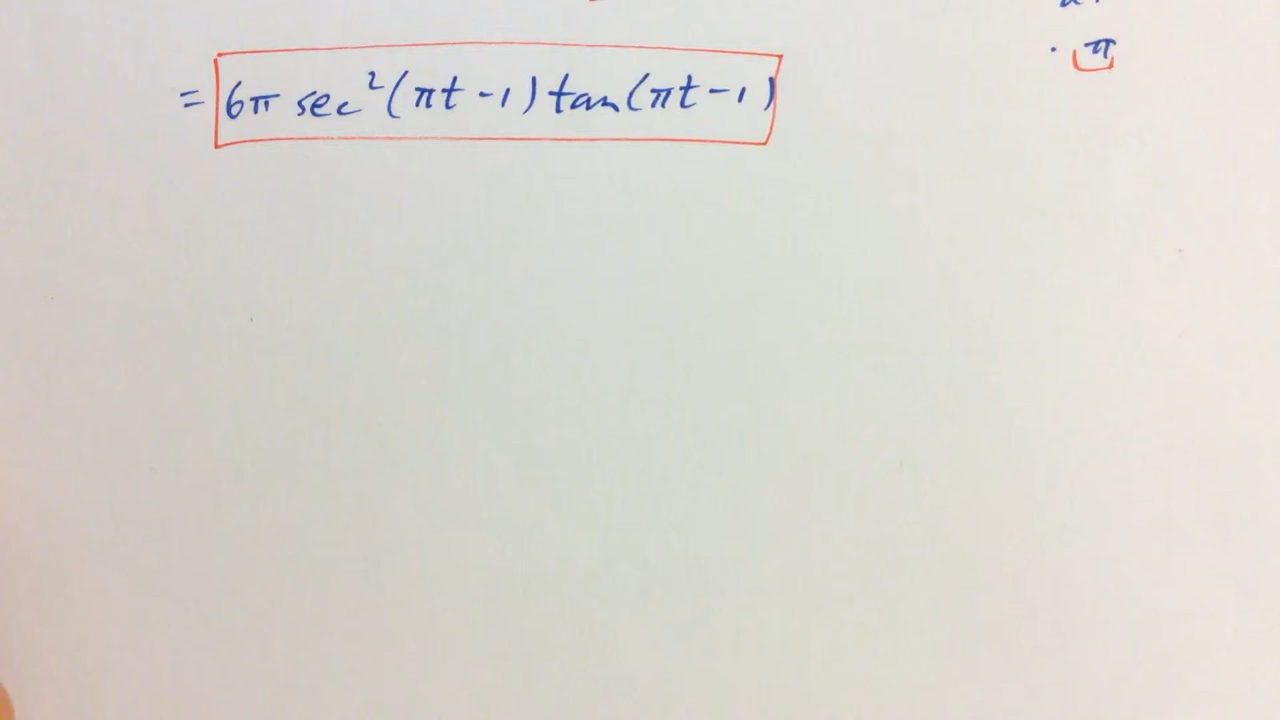 · π
= 6π sec²(πt - 1) tan(πt - 1)